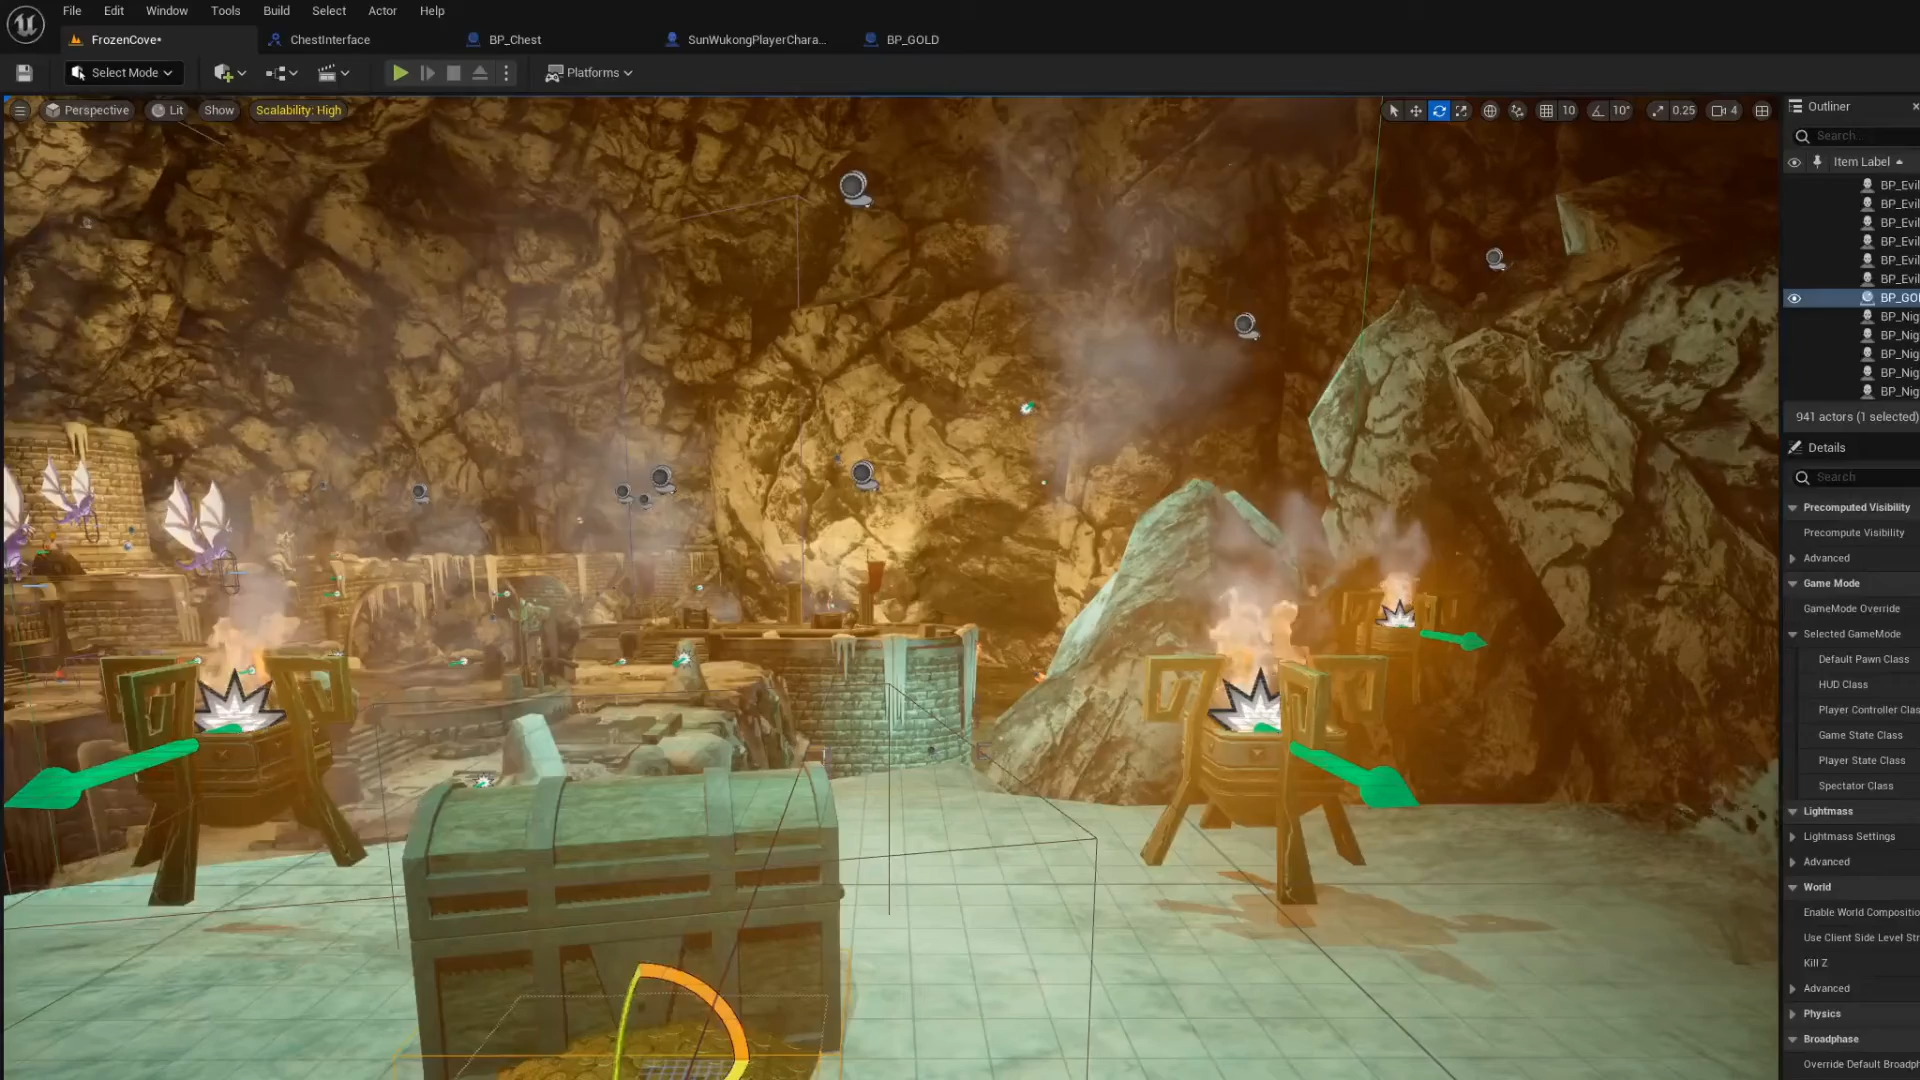 File Edit Window Tools Build Select Actor Help
FrozenCove• ChestInterface BP_Chest SunWukongPlayerChara... BP_GOLD
Select Mode Platforms
Perspective Lit Show Scalability: High 10 10° 0.25 4
Outliner
Search...
Item Label
BP_Evil
BP_Evil
BP_Evil
BP_Evil
BP_Evil
BP_Evil
BP_GOL
BP_Nig
BP_Nig
BP_Nig
BP_Nig
BP_Nig
941 actors (1 selected)
Details
Search
Precomputed Visibility
Precompute Visibility
Advanced
Game Mode
GameMode Override
Selected GameMode
Default Pawn Class
HUD Class
Player Controller Clas
Game State Class
Player State Class
Spectator Class
Lightmass
Lightmass Settings
Advanced
World
Enable World Compositio
Use Client Side Level Str
Kill Z
Advanced
Physics
Broadphase
Override Default Broadph